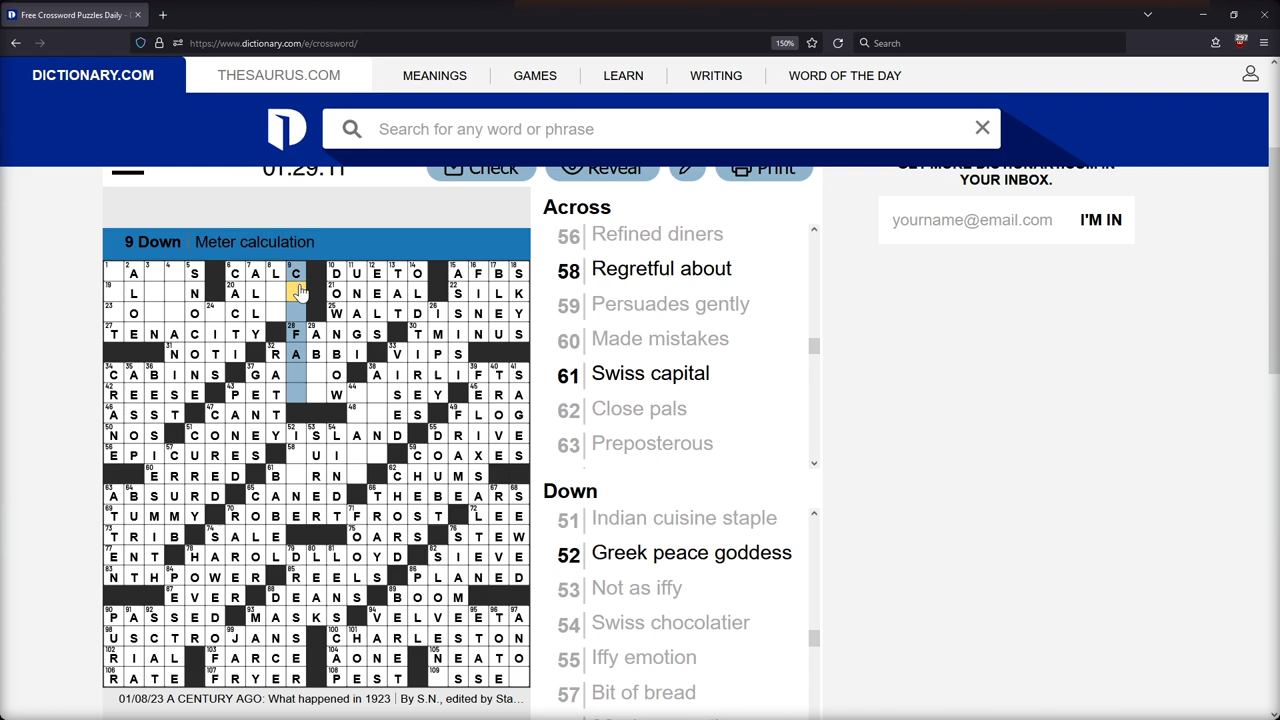 Free Crossword Puzzles Daily -
https://www.dictionary.com/e/crossword/
150%
Search
297
DICTIONARY.COM
THESAURUS.COM
MEANINGS
GAMES
LEARN
WRITING
WORD OF THE DAY
Search for any word or phrase
01:29:11
Check
Reveal
Print
YOUR INBOX.
yourname@email.com
I'M IN
9 Down
Meter calculation
Across
56 Refined diners
58 Regretful about
59 Persuades gently
60 Made mistakes
61 Swiss capital
62 Close pals
63 Preposterous
Down
51 Indian cuisine staple
52 Greek peace goddess
53 Not as iffy
54 Swiss chocolatier
55 Iffy emotion
57 Bit of bread
A S C A L C D U E T O A F B S
L N A L O N E A L S I L K
O O C L W A L T D I S N E Y
T E N A C I T Y F A N G S T M I N U S
N O T I R A B B I V I P S
C A B I N S G A O A I R L I F T S
R E E S E P E T W S E Y E R A
A S S T C A N T E S F L O G
N O S C O N E Y I S L A N D D R I V E
E P I C U R E S U I C O A X E S
E R R E D B R N C H U M S
A B S U R D C A N E D T H E B E A R S
T U M M Y R O B E R T F R O S T L E E
T R I B S A L E O A R S S T E W
E N T H A R O L D L L O Y D S I E V E
N T H P O W E R R E E L S P L A N E D
E V E R D E A N S B O O M
P A S S E D M A S K S V E L V E E T A
U S C T R O J A N S C H A R L E S T O N
R I A L F A R C E A O N E N E A T O
R A T E F R Y E R P E S T S S E
01/08/23 A CENTURY AGO: What happened in 1923 | By S.N., edited by Sta...